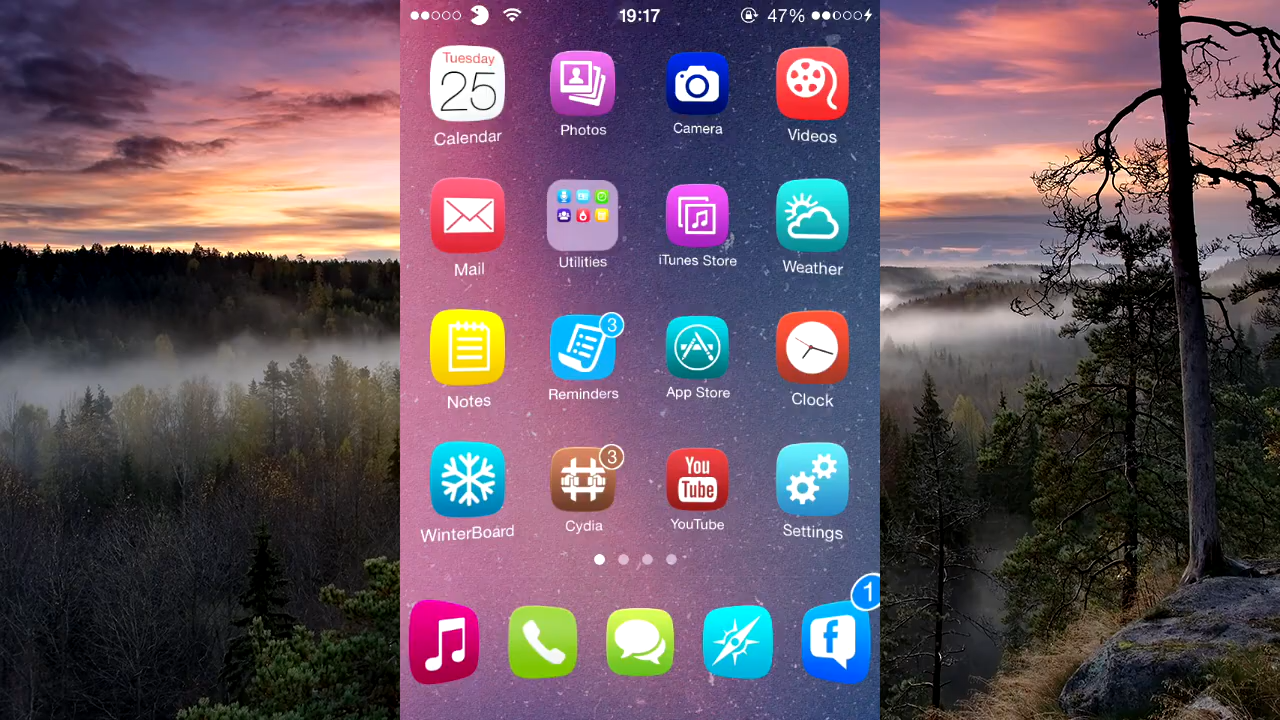 19:17 47%
Tuesday
25
Calendar Photos Camera Videos
Mail Utilities iTunes Store Weather
3
Notes Reminders App Store Clock
3
You
Tube
WinterBoard Cydia YouTube Settings
1
f